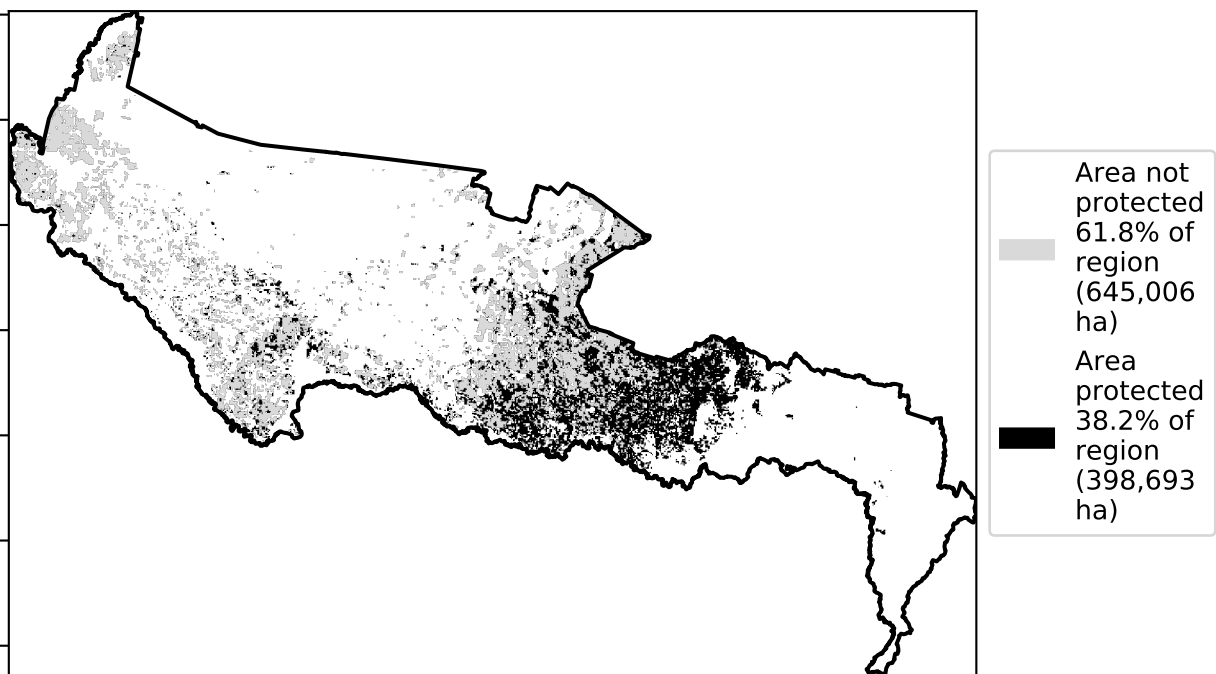 Area not
protected
61.8% of
region
(645,006
ha)
Area
protected
38.2% of
region
(398,693
ha)